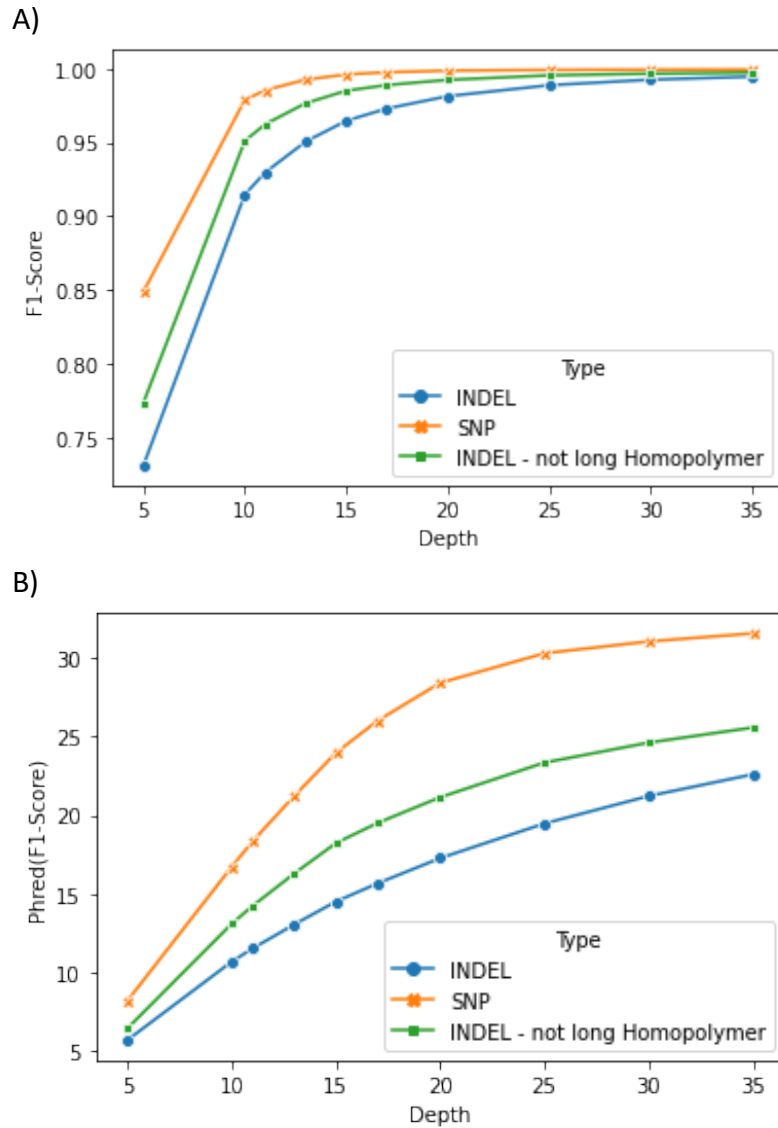 A)
1.00
0.95
0.90
0.85
0.80
0.75
F1-Score
5 10 15 20 25 30 35
Depth
Type
INDEL
SNP
INDEL - not long Homopolymer
B)
30
25
20
15
10
5
Phred(F1-Score)
5 10 15 20 25 30 35
Depth
Type
INDEL
SNP
INDEL - not long Homopolymer